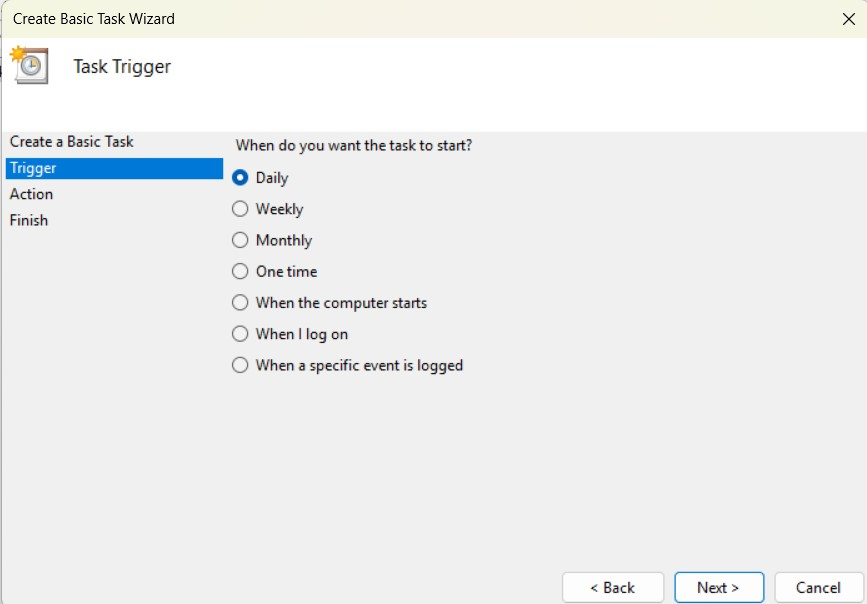 Create Basic Task Wizard
Task Trigger
Create a Basic Task
Trigger
Action
Finish
When do you want the task to start?
Daily
Weekly
Monthly
One time
When the computer starts
When I log on
When a specific event is logged
< Back
Next >
Cancel